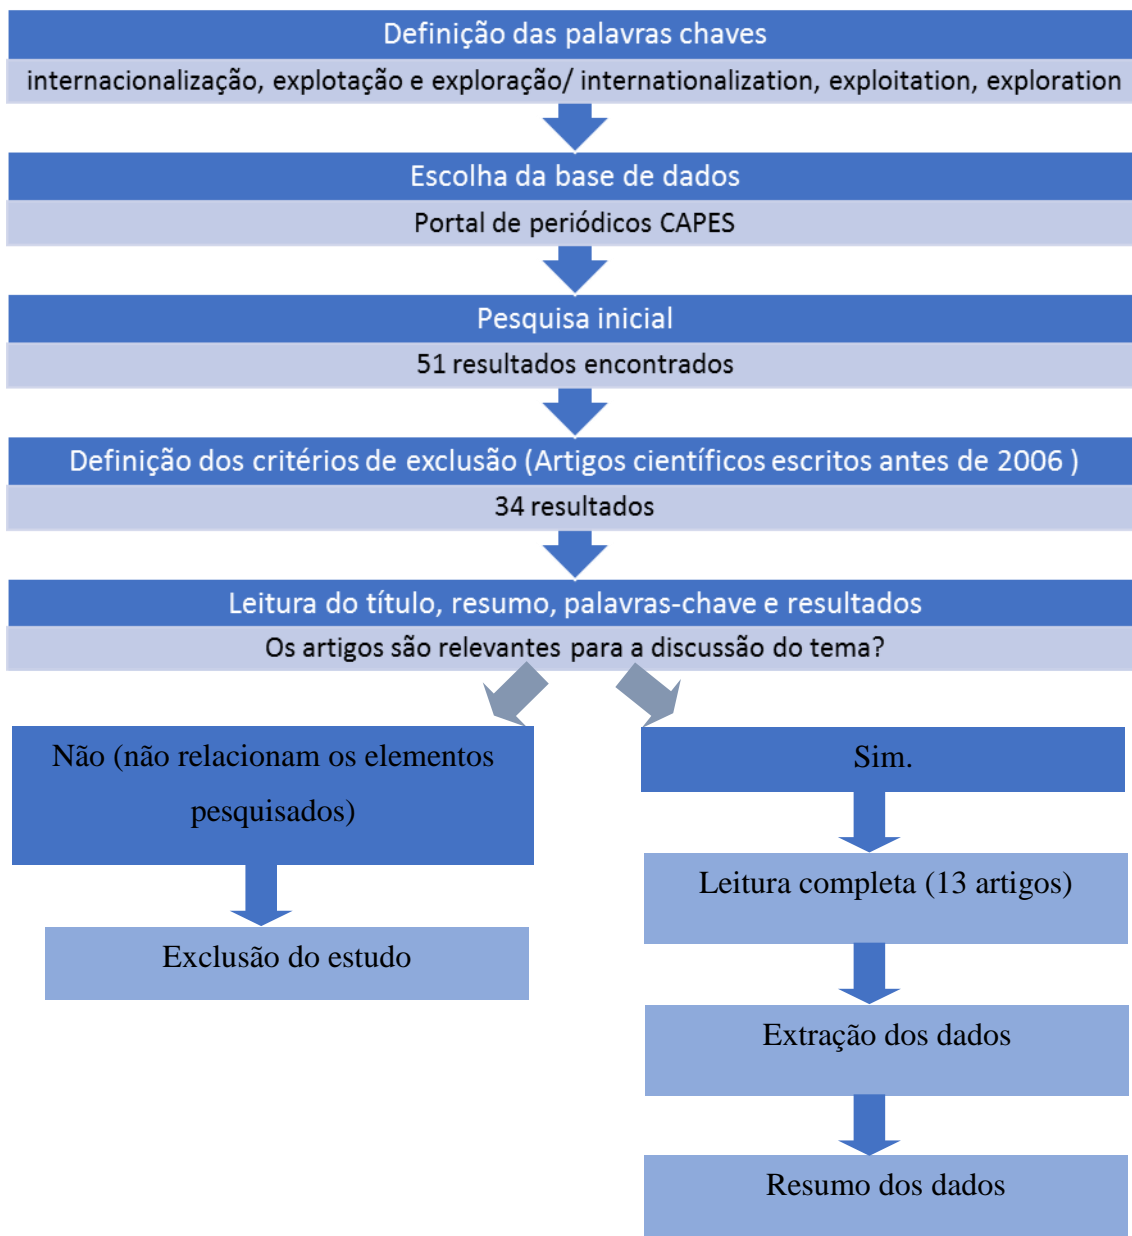 Definição das palavras chaves
internacionalização, explotação e exploração/ internationalization, exploitation, exploration
Escolha da base de dados
Portal de periódicos CAPES
Pesquisa inicial
51 resultados encontrados
Definição dos critérios de exclusão (Artigos científicos escritos antes de 2006 )
34 resultados
Leitura do título, resumo, palavras-chave e resultados
Os artigos são relevantes para a discussão do tema?
Não (não relacionam os elementos
pesquisados)
Exclusão do estudo
Sim.
Leitura completa (13 artigos)
Extração dos dados
Resumo dos dados